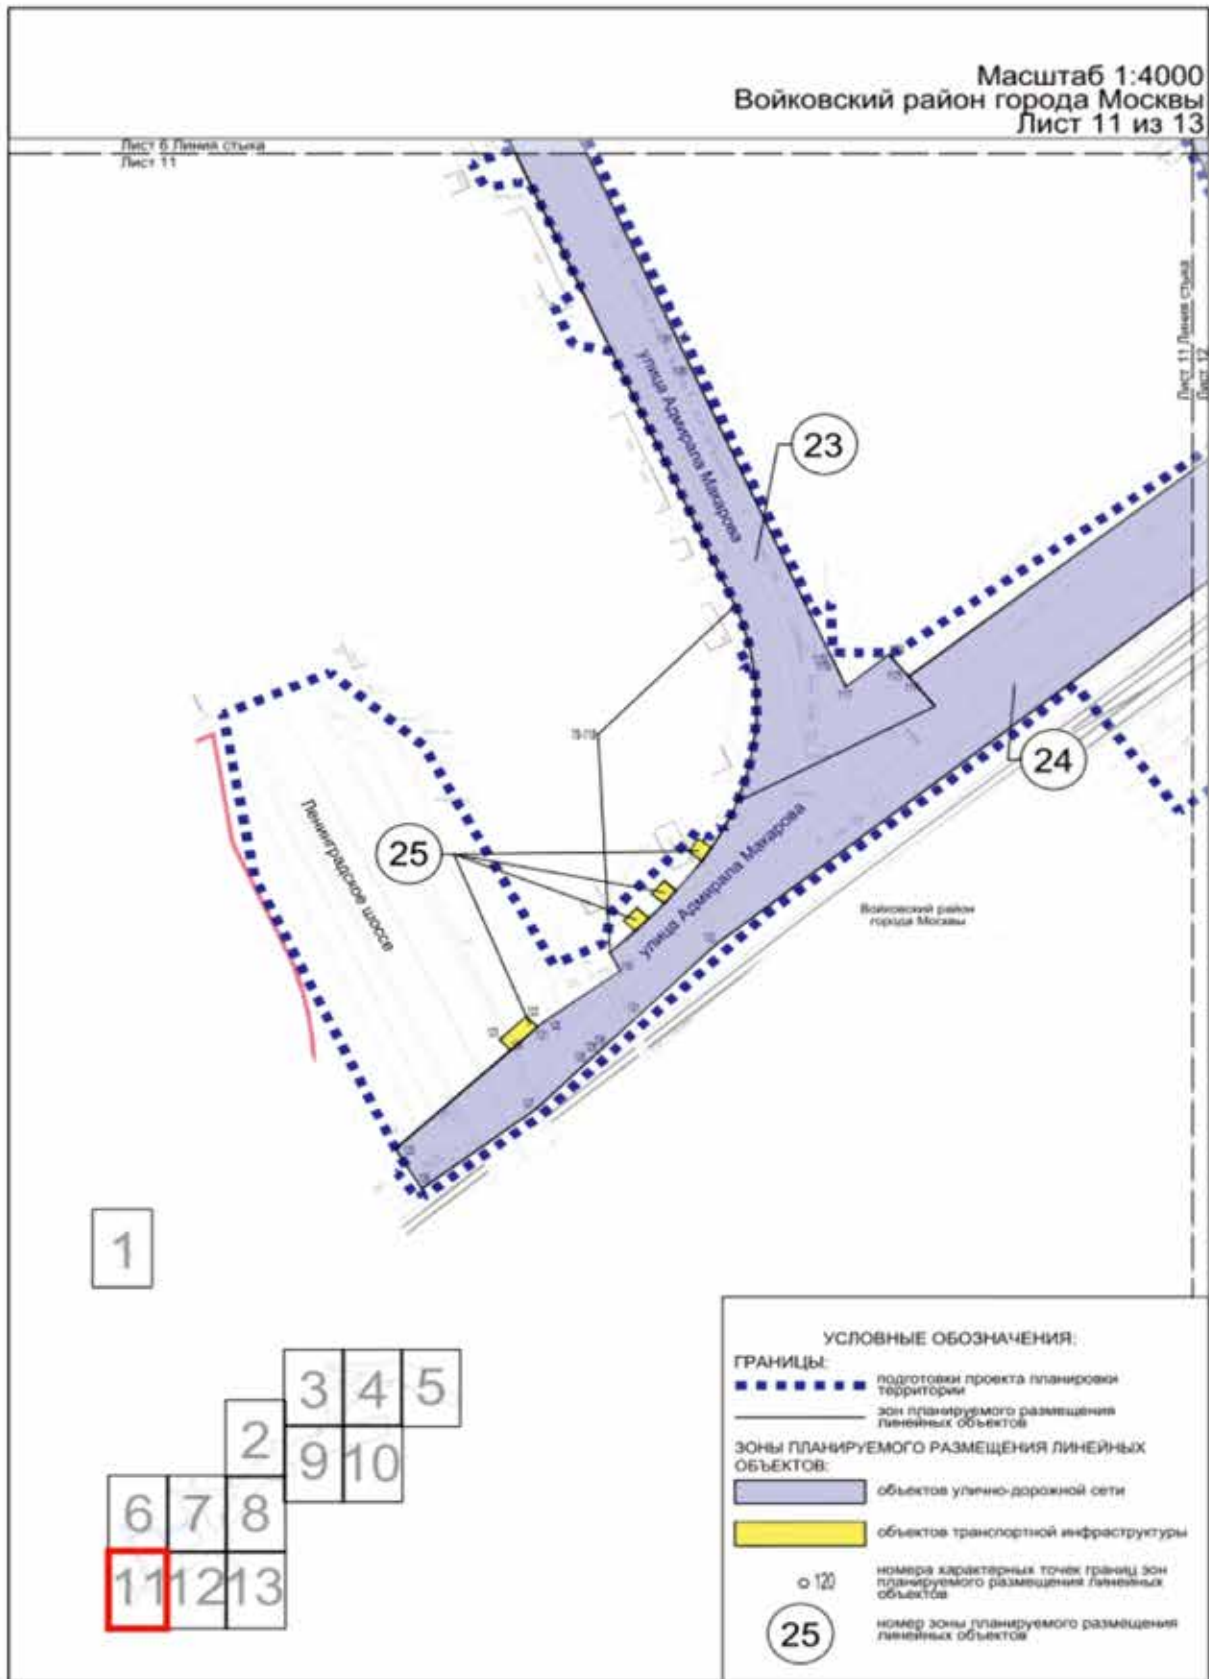 Масштаб 1:4000
Войковский район города Москвы
Лист 11 из 13
Лист 6 Линия стыка
Лист 11
Лист 11 Линия стыка
Лист 12
улица Адмирала Макарова
23
24
25
Ленинградское шоссе
улица Адмирала Макарова
Войковский район
города Москвы
1
3 4 5
2
9 10
6 7 8
11 12 13
УСЛОВНЫЕ ОБОЗНАЧЕНИЯ:
ГРАНИЦЫ:
подготовки проекта планировки
территории
зон планируемого размещения
линейных объектов
ЗОНЫ ПЛАНИРУЕМОГО РАЗМЕЩЕНИЯ ЛИНЕЙНЫХ
ОБЪЕКТОВ:
объектов улично-дорожной сети
объектов транспортной инфраструктуры
120
номера характерных точек границ зон
планируемого размещения линейных
объектов
25
номер зоны планируемого размещения
линейных объектов